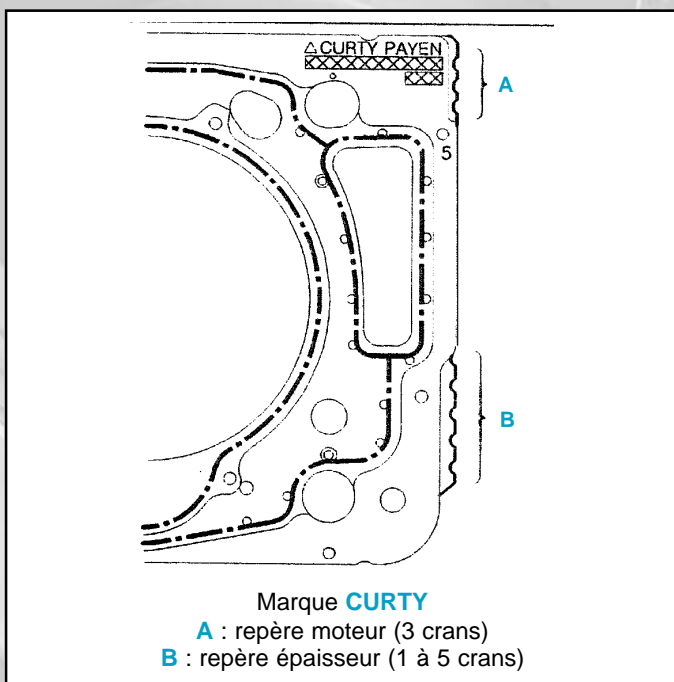 △ CURTY PAYEN
A
5
B
Marque CURTY
A : repère moteur (3 crans)
B : repère épaisseur (1 à 5 crans)